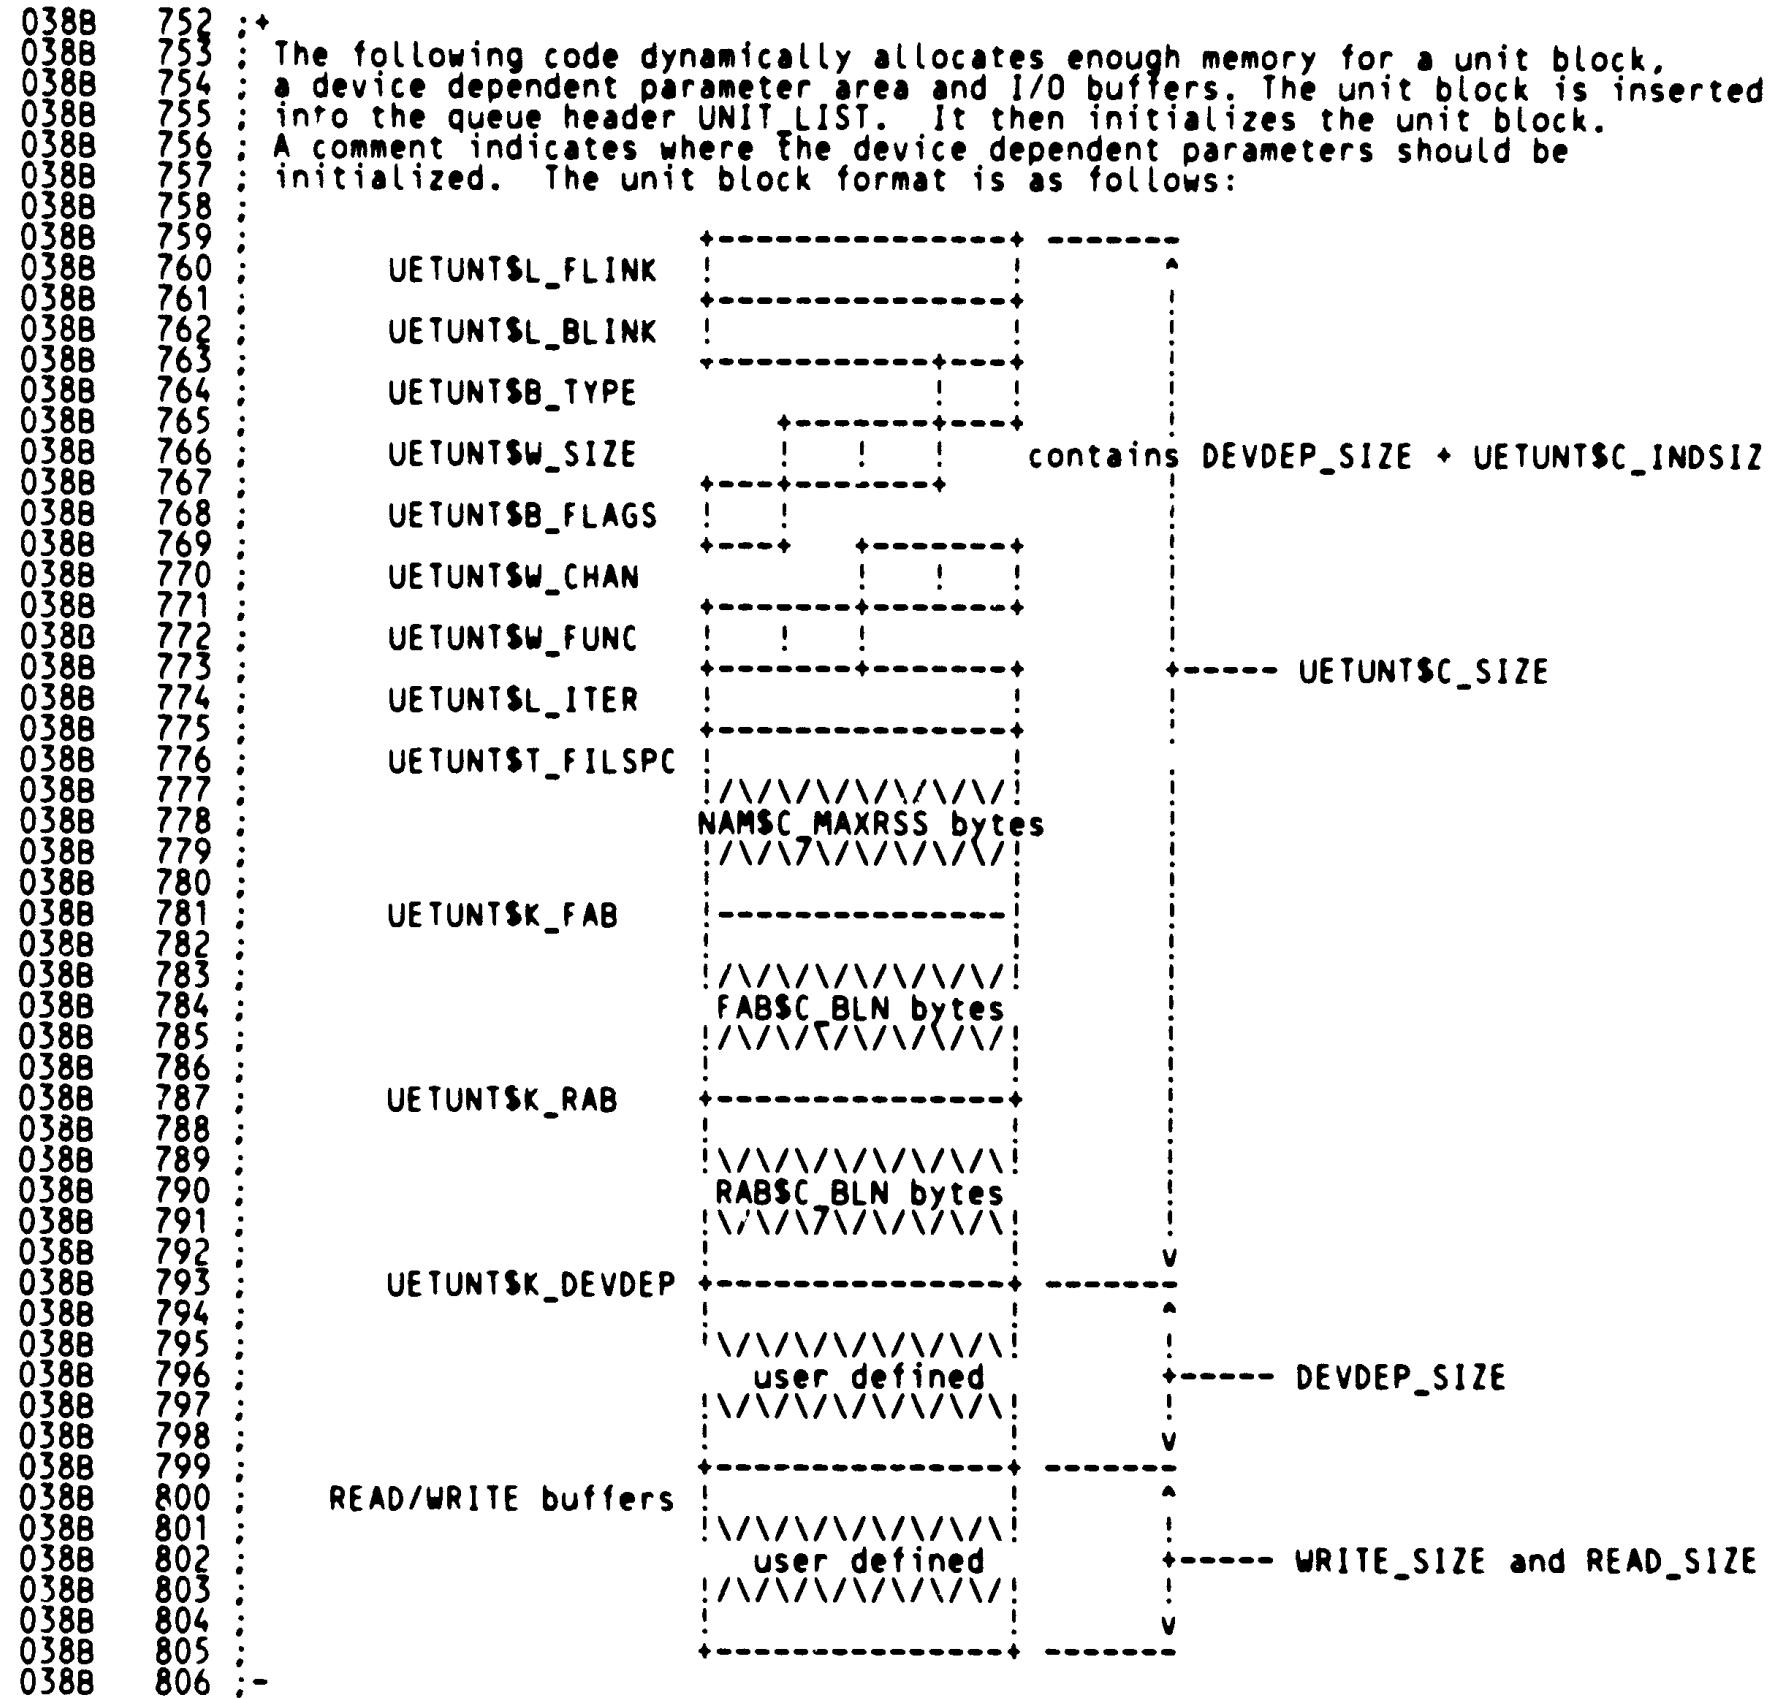 038B 752 ;+
038B 753 ; The following code dynamically allocates enough memory for a unit block,
038B 754 ; a device dependent parameter area and I/O buffers. The unit block is inserted
038B 755 ; into the queue header UNIT_LIST. It then initializes the unit block.
038B 756 ; A comment indicates where the device dependent parameters should be
038B 757 ; initialized. The unit block format is as follows:
038B 758 ;
038B 759 ; +---------------+ -------
038B 760 ; UETUNT$L_FLINK ! ! ^
038B 761 ; +---------------+ !
038B 762 ; UETUNT$L_BLINK ! ! !
038B 763 ; +-----------+---+ !
038B 764 ; UETUNT$B_TYPE ! ! !
038B 765 ; +-------+---+ !
038B 766 ; UETUNT$W_SIZE ! ! ! contains DEVDEP_SIZE + UETUNT$C_INDSIZ
038B 767 ; +---+-------+ !
038B 768 ; UETUNT$B_FLAGS ! ! !
038B 769 ; +---+ +-------+ !
038B 770 ; UETUNT$W_CHAN ! ! ! !
038B 771 ; +-------+-------+ !
038B 772 ; UETUNT$W_FUNC ! ! ! !
038B 773 ; +-------+-------+ +----- UETUNT$C_SIZE
038B 774 ; UETUNT$L_ITER ! ! !
038B 775 ; +---------------+ !
038B 776 ; UETUNT$T_FILSPC ! !
038B 777 ; !/\/\/\/\/\/\/\/! !
038B 778 ; NAM$C_MAXRSS bytes !
038B 779 ; !/\/\/\/\/\/\/\/! !
038B 780 ; ! ! !
038B 781 ; UETUNT$K_FAB !---------------! !
038B 782 ; ! ! !
038B 783 ; !/\/\/\/\/\/\/\/! !
038B 784 ; FAB$C_BLN bytes !
038B 785 ; !/\/\/\/\/\/\/\/! !
038B 786 ; ! ! !
038B 787 ; UETUNT$K_RAB +---------------+ !
038B 788 ; ! ! !
038B 789 ; !\/\/\/\/\/\/\/\! !
038B 790 ; RAB$C_BLN bytes !
038B 791 ; !\/\/\/\/\/\/\/\! !
038B 792 ; ! ! v
038B 793 ; UETUNT$K_DEVDEP +---------------+ -------
038B 794 ; ! ! ^
038B 795 ; !\/\/\/\/\/\/\/\! !
038B 796 ; user defined +----- DEVDEP_SIZE
038B 797 ; !\/\/\/\/\/\/\/\! !
038B 798 ; ! ! v
038B 799 ; +---------------+ -------
038B 800 ; READ/WRITE buffers ! ! ^
038B 801 ; !\/\/\/\/\/\/\/\! !
038B 802 ; user defined +----- WRITE_SIZE and READ_SIZE
038B 803 ; !/\/\/\/\/\/\/\/! !
038B 804 ; ! ! v
038B 805 ; +---------------+ -------
038B 806 ;-